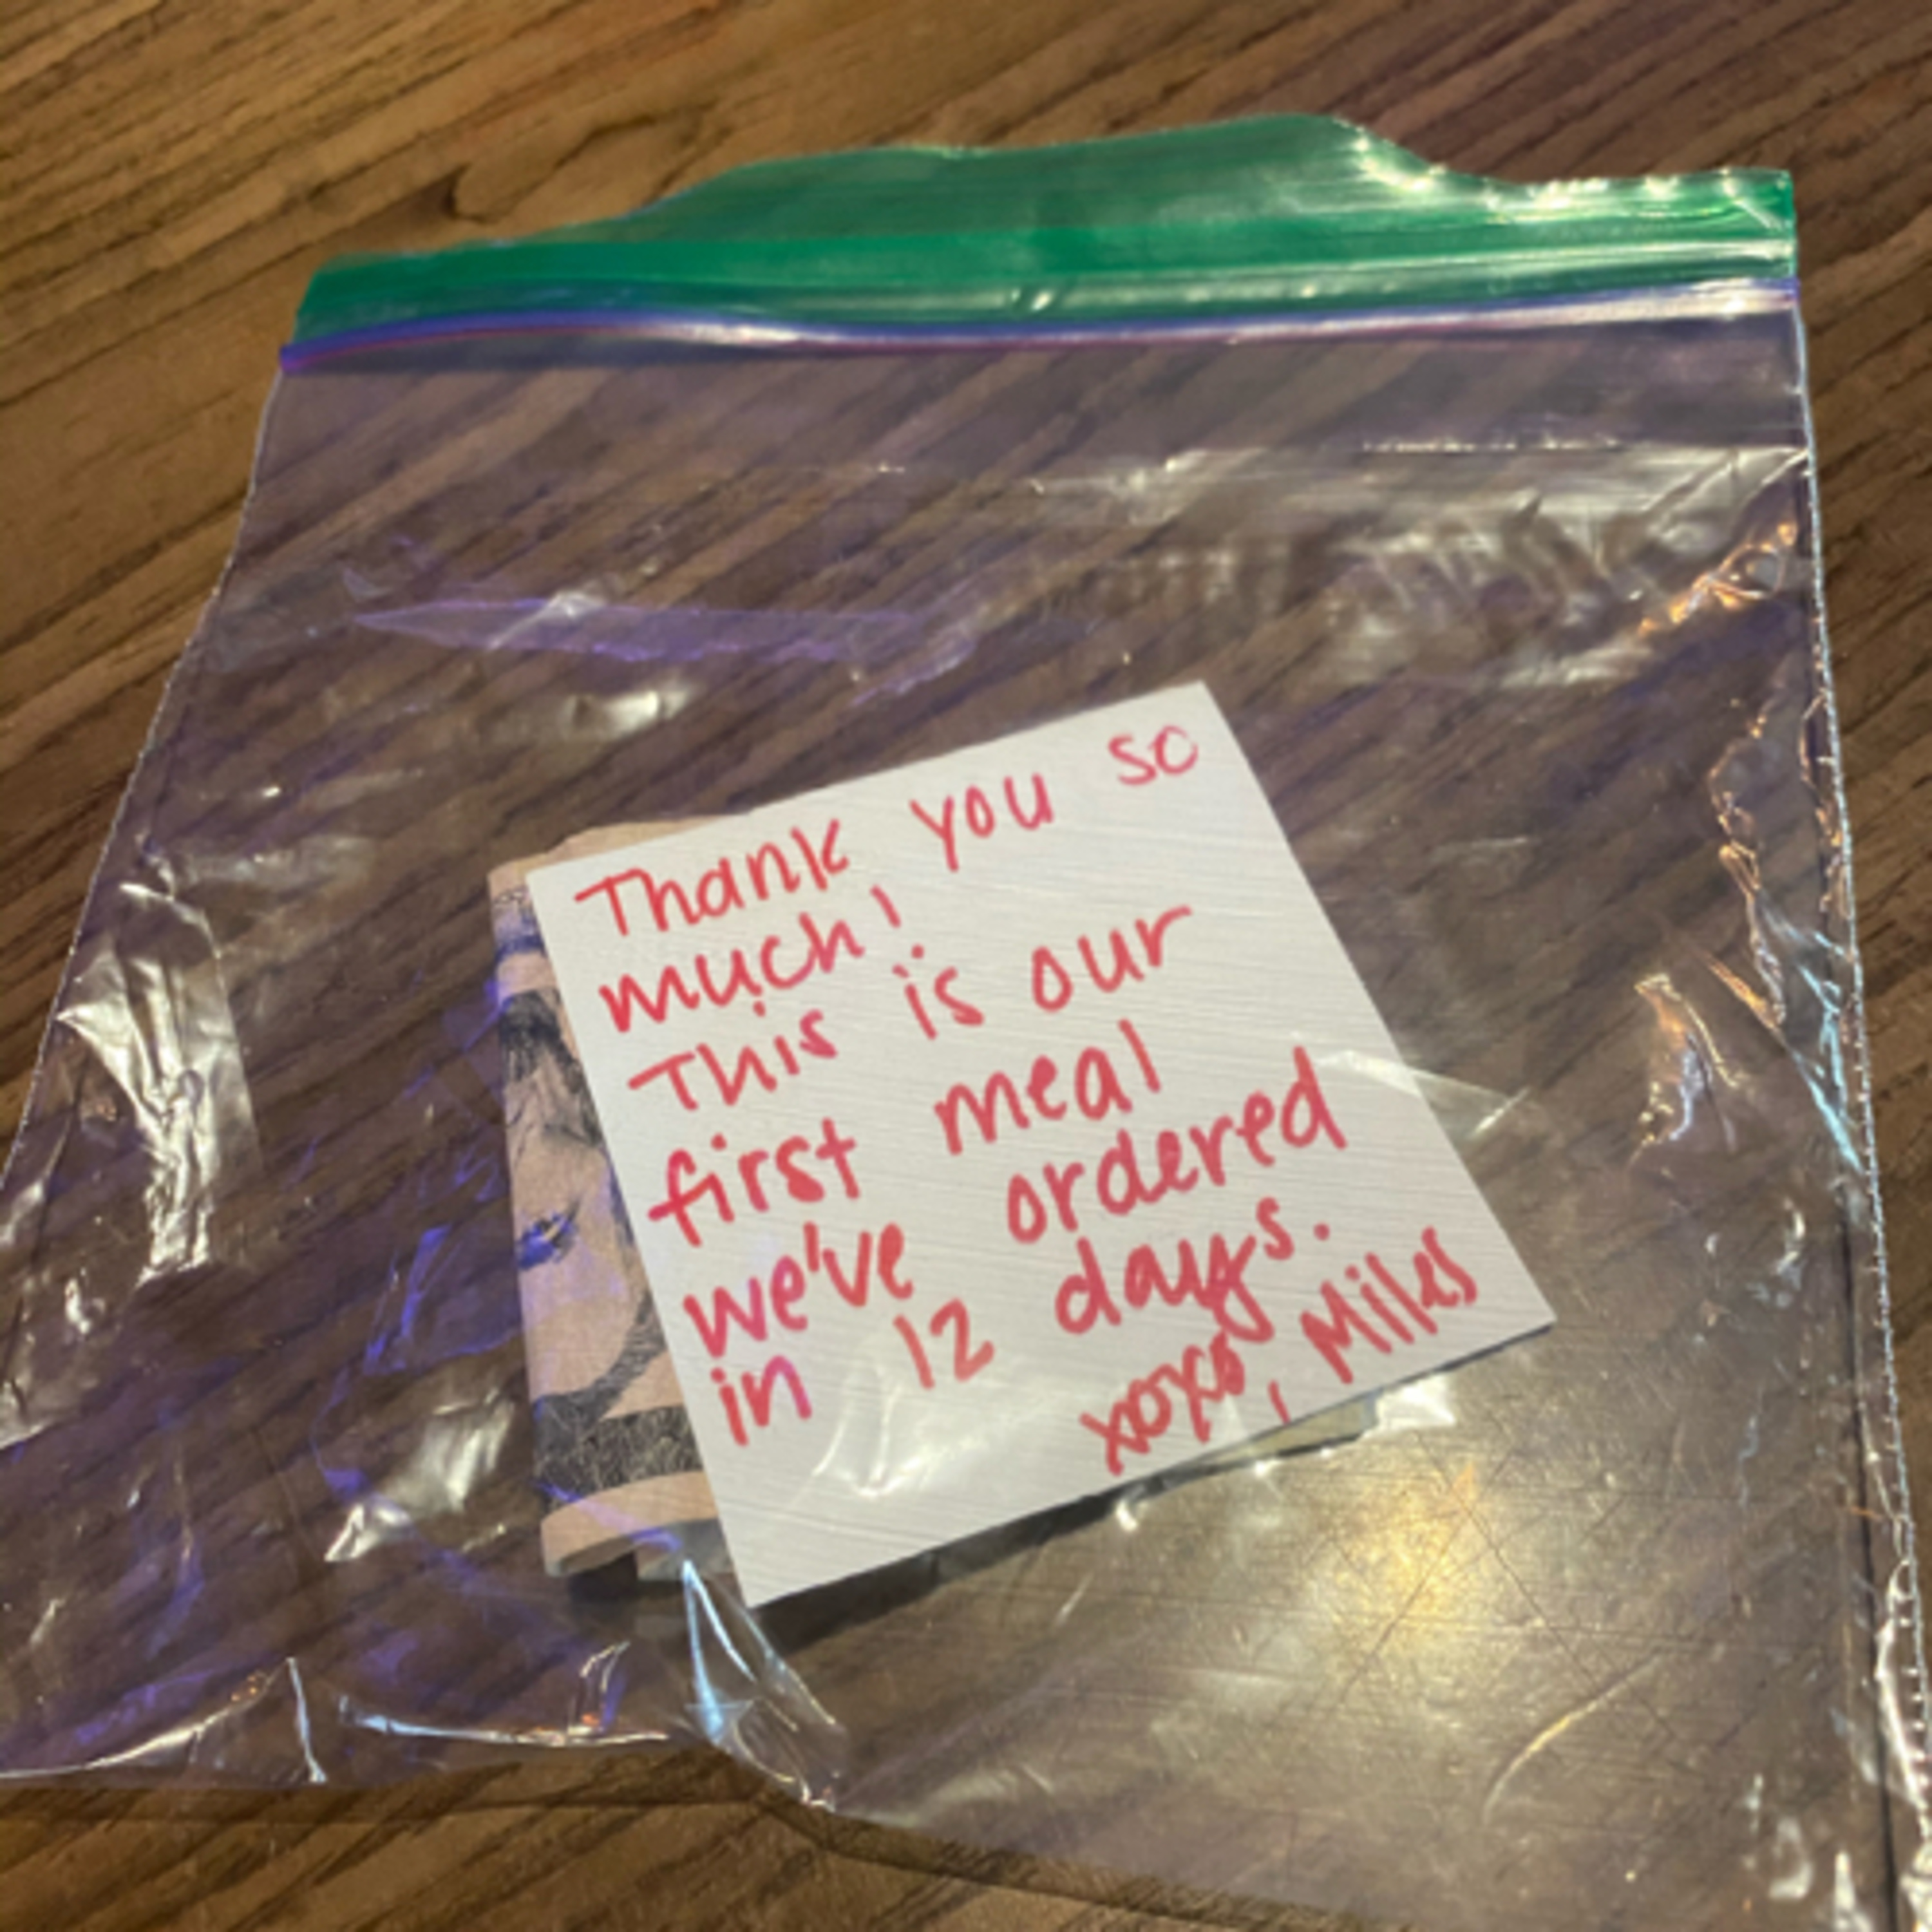 Thank you so
much!
This is our
first meal
we've ordered
in 12 days.
xoxo, Miles